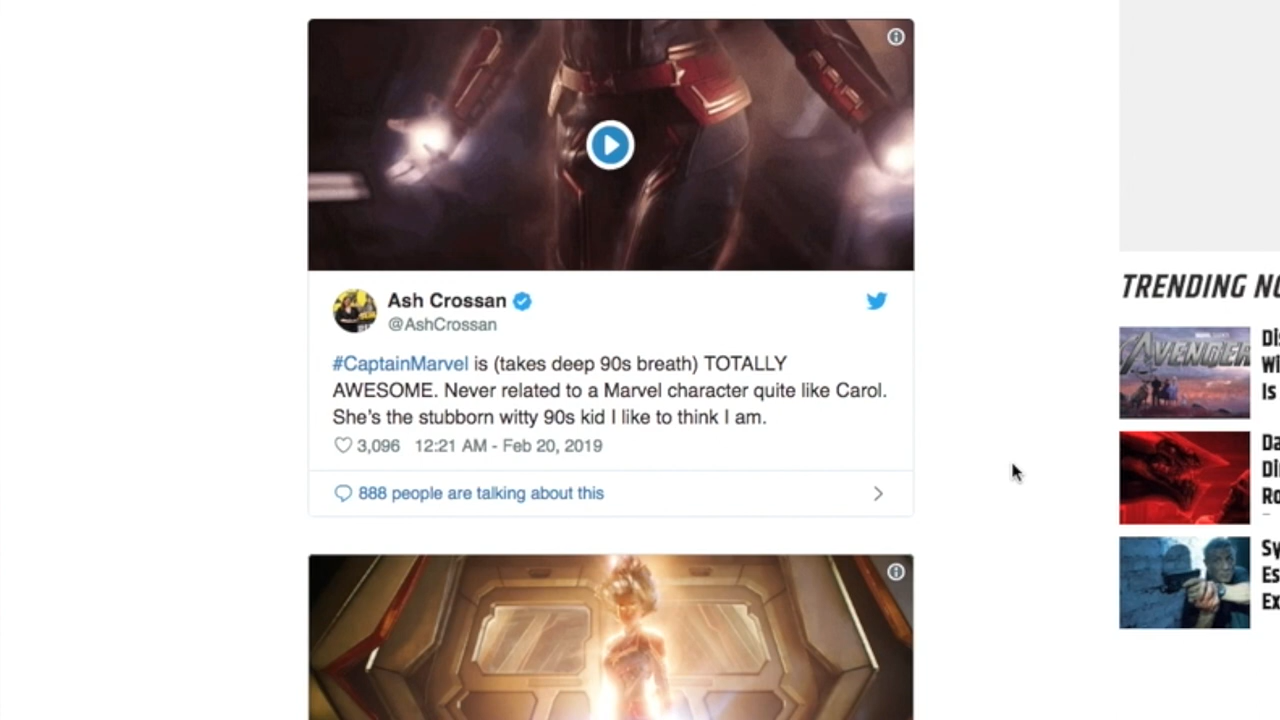 Ash Crossan
@AshCrossan
#CaptainMarvel is (takes deep 90s breath) TOTALLY
AWESOME. Never related to a Marvel character quite like Carol.
She's the stubborn witty 90s kid I like to think I am.
3,096 12:21 AM - Feb 20, 2019
888 people are talking about this
TRENDING
AVENGER
Is